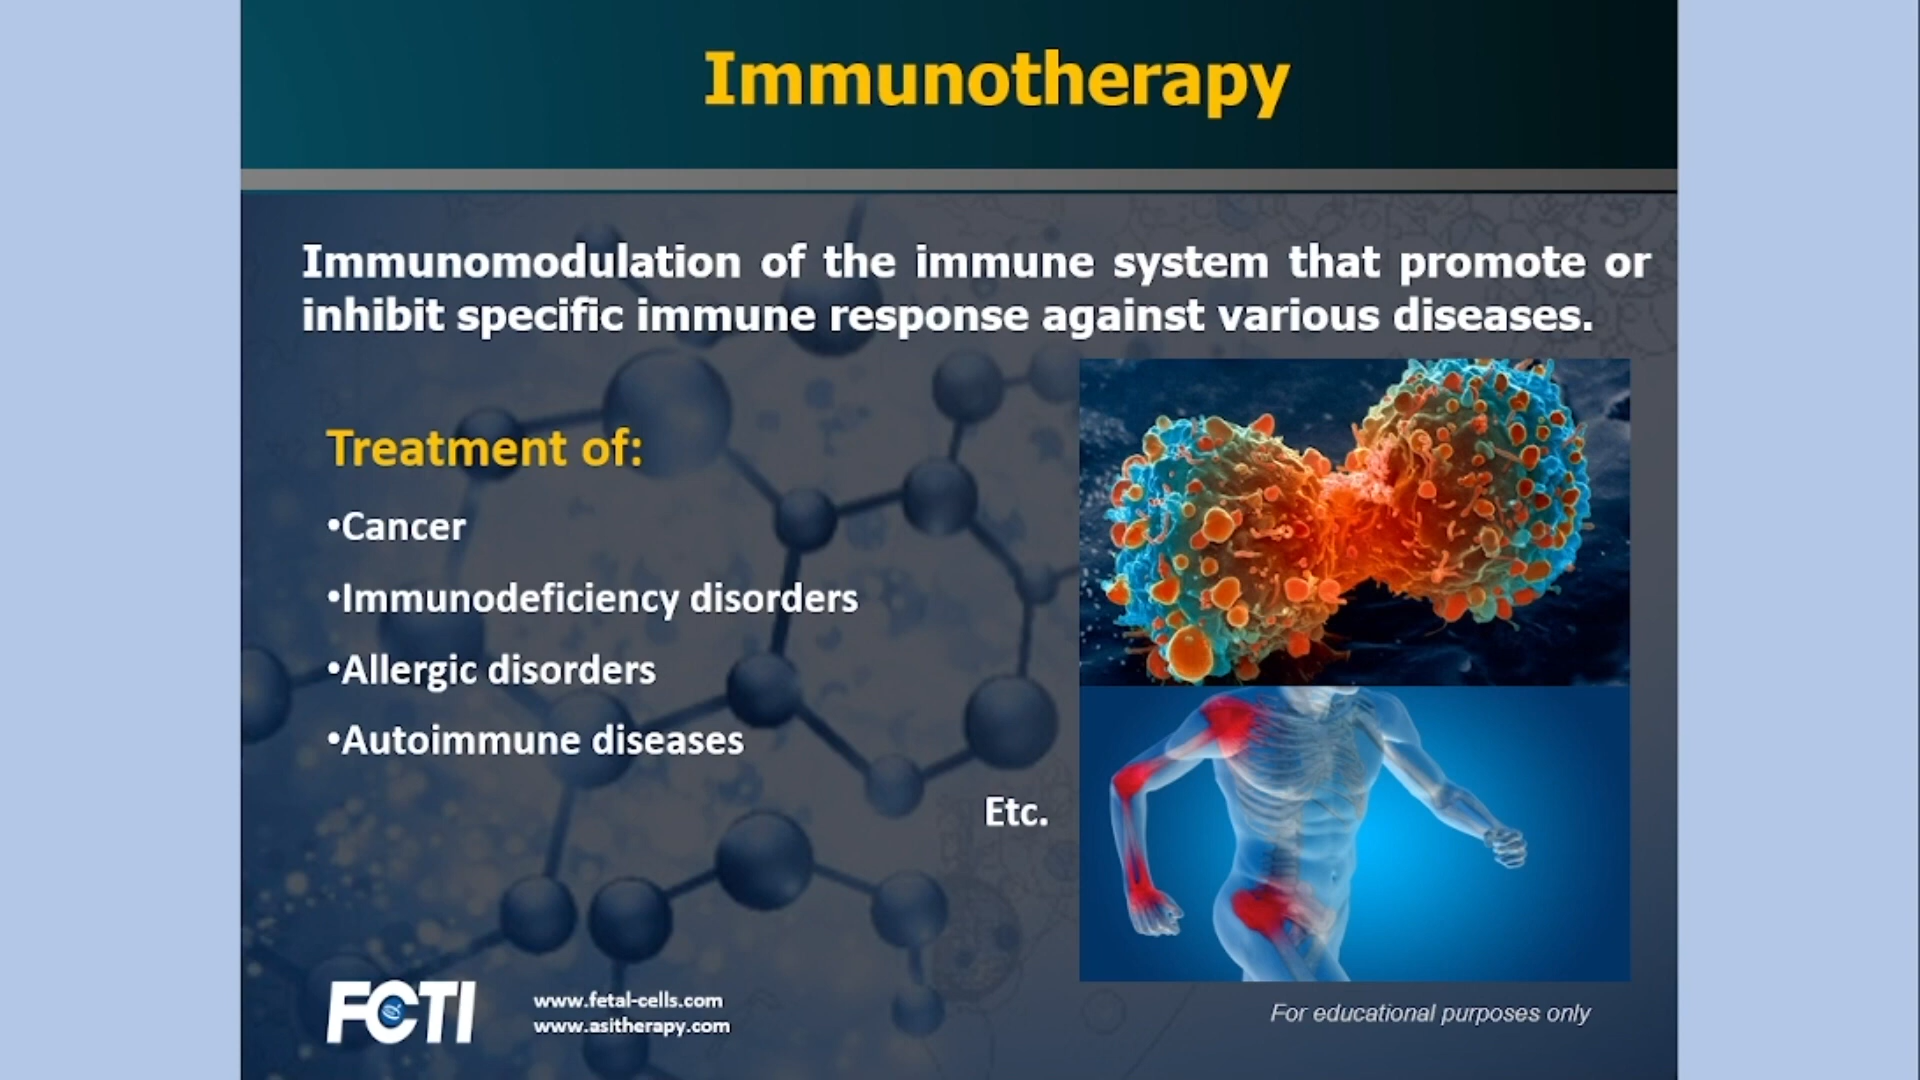 Immunotherapy
Immunomodulation of the immune system that promote or
inhibit specific immune response against various diseases.
Treatment of:
•Cancer
•Immunodeficiency disorders
•Allergic disorders
•Autoimmune diseases
Etc.
FCTI
www.fetal-cells.com
www.asitherapy.com
For educational purposes only